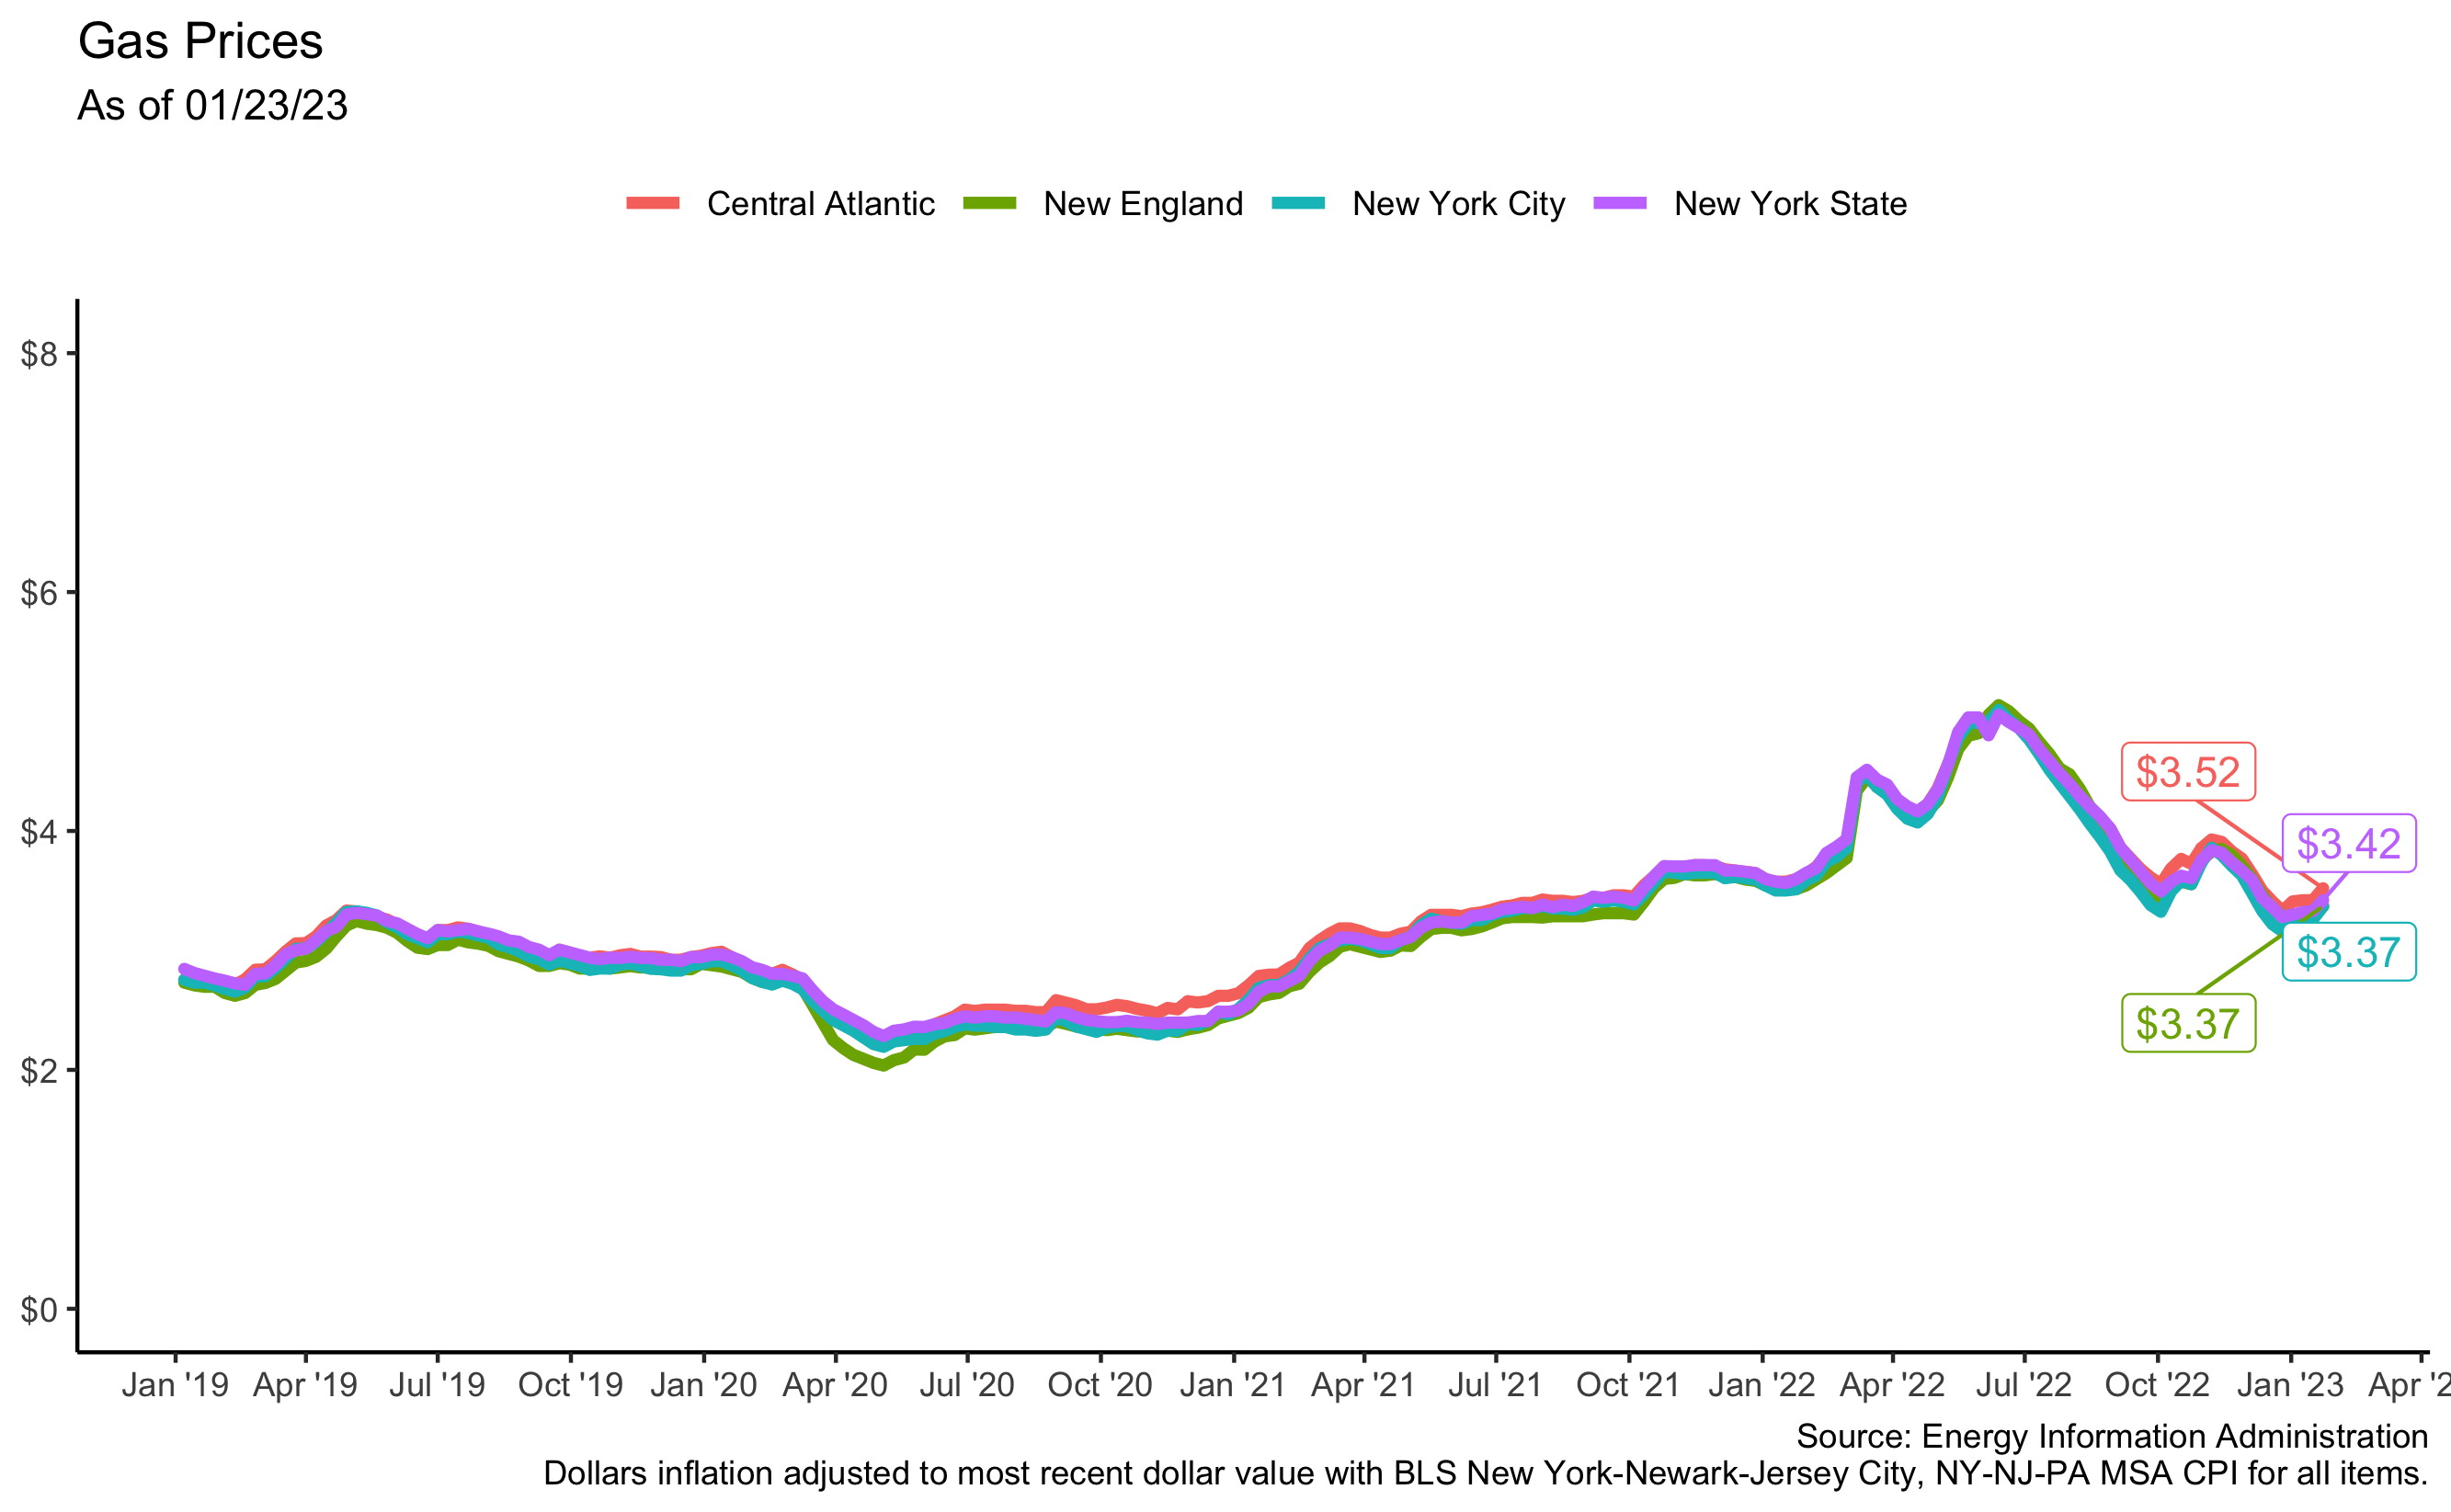 Gas Prices
As of 01/23/23
Central Atlantic New England New York City New York State
$8
$6
$4
$2
$0
$3.52
$3.42
$3.37
$3.37
Jan '19 Apr '19 Jul '19 Oct '19 Jan '20 Apr '20 Jul '20 Oct '20 Jan '21 Apr '21 Jul '21 Oct '21 Jan '22 Apr '22 Jul '22 Oct '22 Jan '23 Apr '2
Source: Energy Information Administration
Dollars inflation adjusted to most recent dollar value with BLS New York-Newark-Jersey City, NY-NJ-PA MSA CPI for all items.